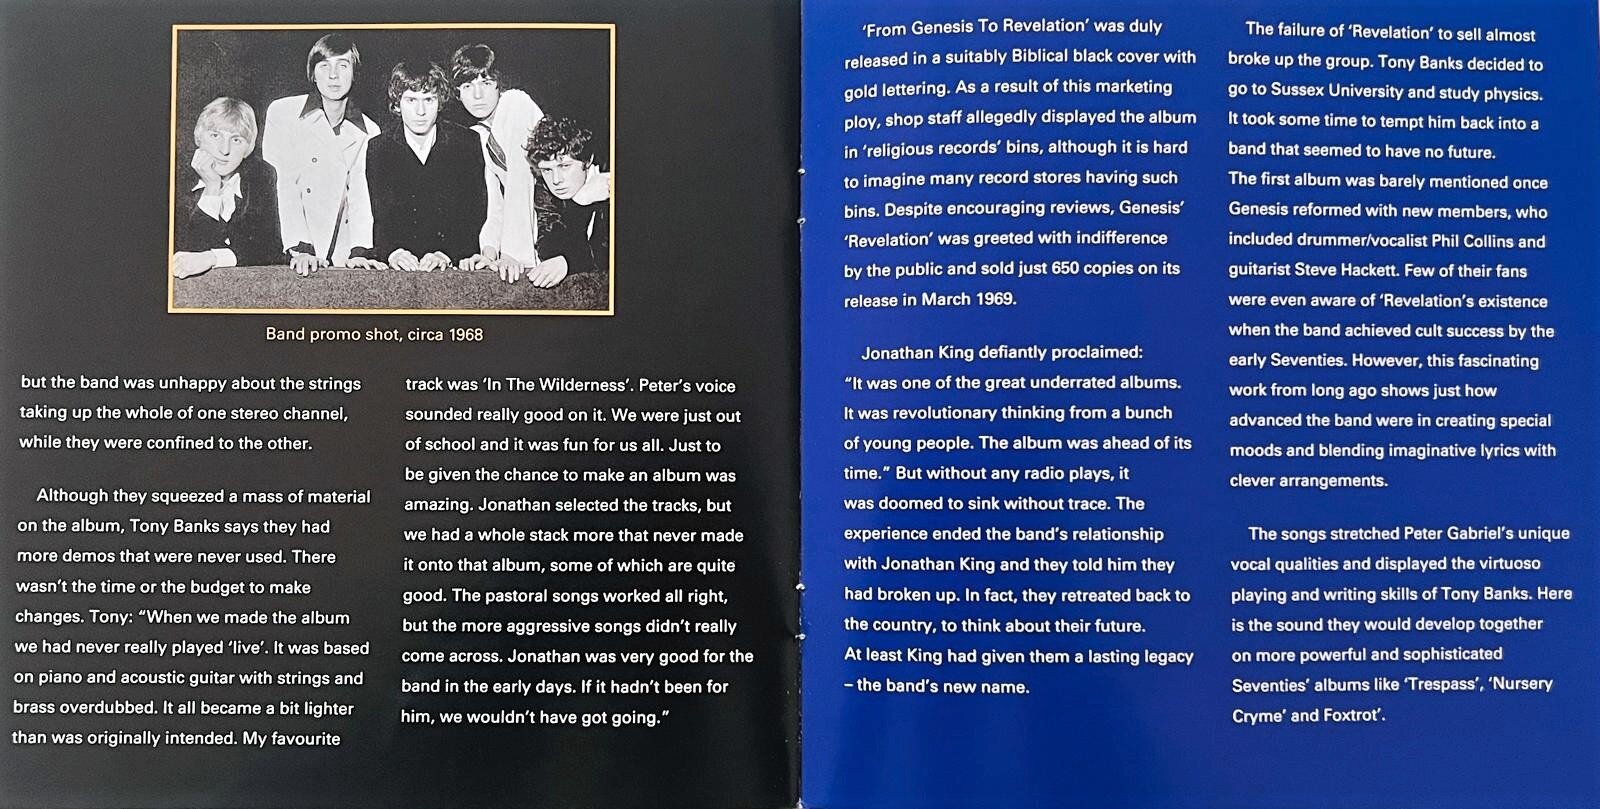 Band promo shot, circa 1968
but the band was unhappy about the strings
taking up the whole of one stereo channel,
while they were confined to the other.
Although they squeezed a mass of material
on the album, Tony Banks says they had
more demos that were never used. There
wasn't the time or the budget to make
changes. Tony: “When we made the album
we had never really played ‘live’. It was based
on piano and acoustic guitar with strings and
brass overdubbed. It all became a bit lighter
than was originally intended. My favourite
track was ‘In The Wilderness’. Peter's voice
sounded really good on it. We were just out
of school and it was fun for us all. Just to
be given the chance to make an album was
amazing. Jonathan selected the tracks, but
we had a whole stack more that never made
it onto that album, some of which are quite
good. The pastoral songs worked all right,
but the more aggressive songs didn't really
come across. Jonathan was very good for the
band in the early days. If it hadn't been for
him, we wouldn't have got going.”
‘From Genesis To Revelation’ was duly
released in a suitably Biblical black cover with
gold lettering. As a result of this marketing
ploy, shop staff allegedly displayed the album
in ‘religious records’ bins, although it is hard
to imagine many record stores having such
bins. Despite encouraging reviews, Genesis’
‘Revelation’ was greeted with indifference
by the public and sold just 650 copies on its
release in March 1969.
Jonathan King defiantly proclaimed:
“It was one of the great underrated albums.
It was revolutionary thinking from a bunch
of young people. The album was ahead of its
time.” But without any radio plays, it
was doomed to sink without trace. The
experience ended the band's relationship
with Jonathan King and they told him they
had broken up. In fact, they retreated back to
the country, to think about their future.
At least King had given them a lasting legacy
– the band's new name.
The failure of ‘Revelation’ to sell almost
broke up the group. Tony Banks decided to
go to Sussex University and study physics.
It took some time to tempt him back into a
band that seemed to have no future.
The first album was barely mentioned once
Genesis reformed with new members, who
included drummer/vocalist Phil Collins and
guitarist Steve Hackett. Few of their fans
were even aware of ‘Revelation's existence
when the band achieved cult success by the
early Seventies. However, this fascinating
work from long ago shows just how
advanced the band were in creating special
moods and blending imaginative lyrics with
clever arrangements.
The songs stretched Peter Gabriel's unique
vocal qualities and displayed the virtuoso
playing and writing skills of Tony Banks. Here
is the sound they would develop together
on more powerful and sophisticated
Seventies’ albums like ‘Trespass’, ‘Nursery
Cryme’ and Foxtrot’.